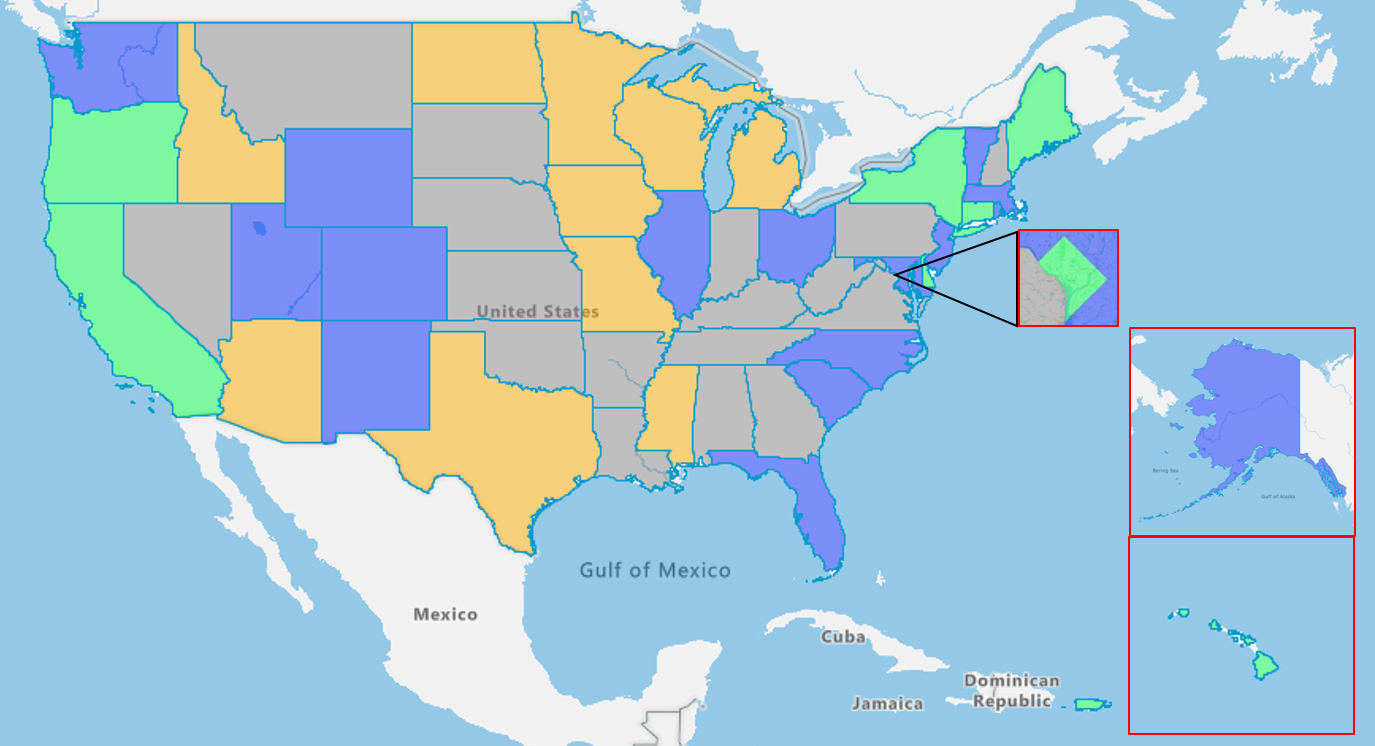 United States
Gulf of Mexico
Mexico
Cuba
Dominican
Republic
Jamaica
Bering Sea
Gulf of Alaska